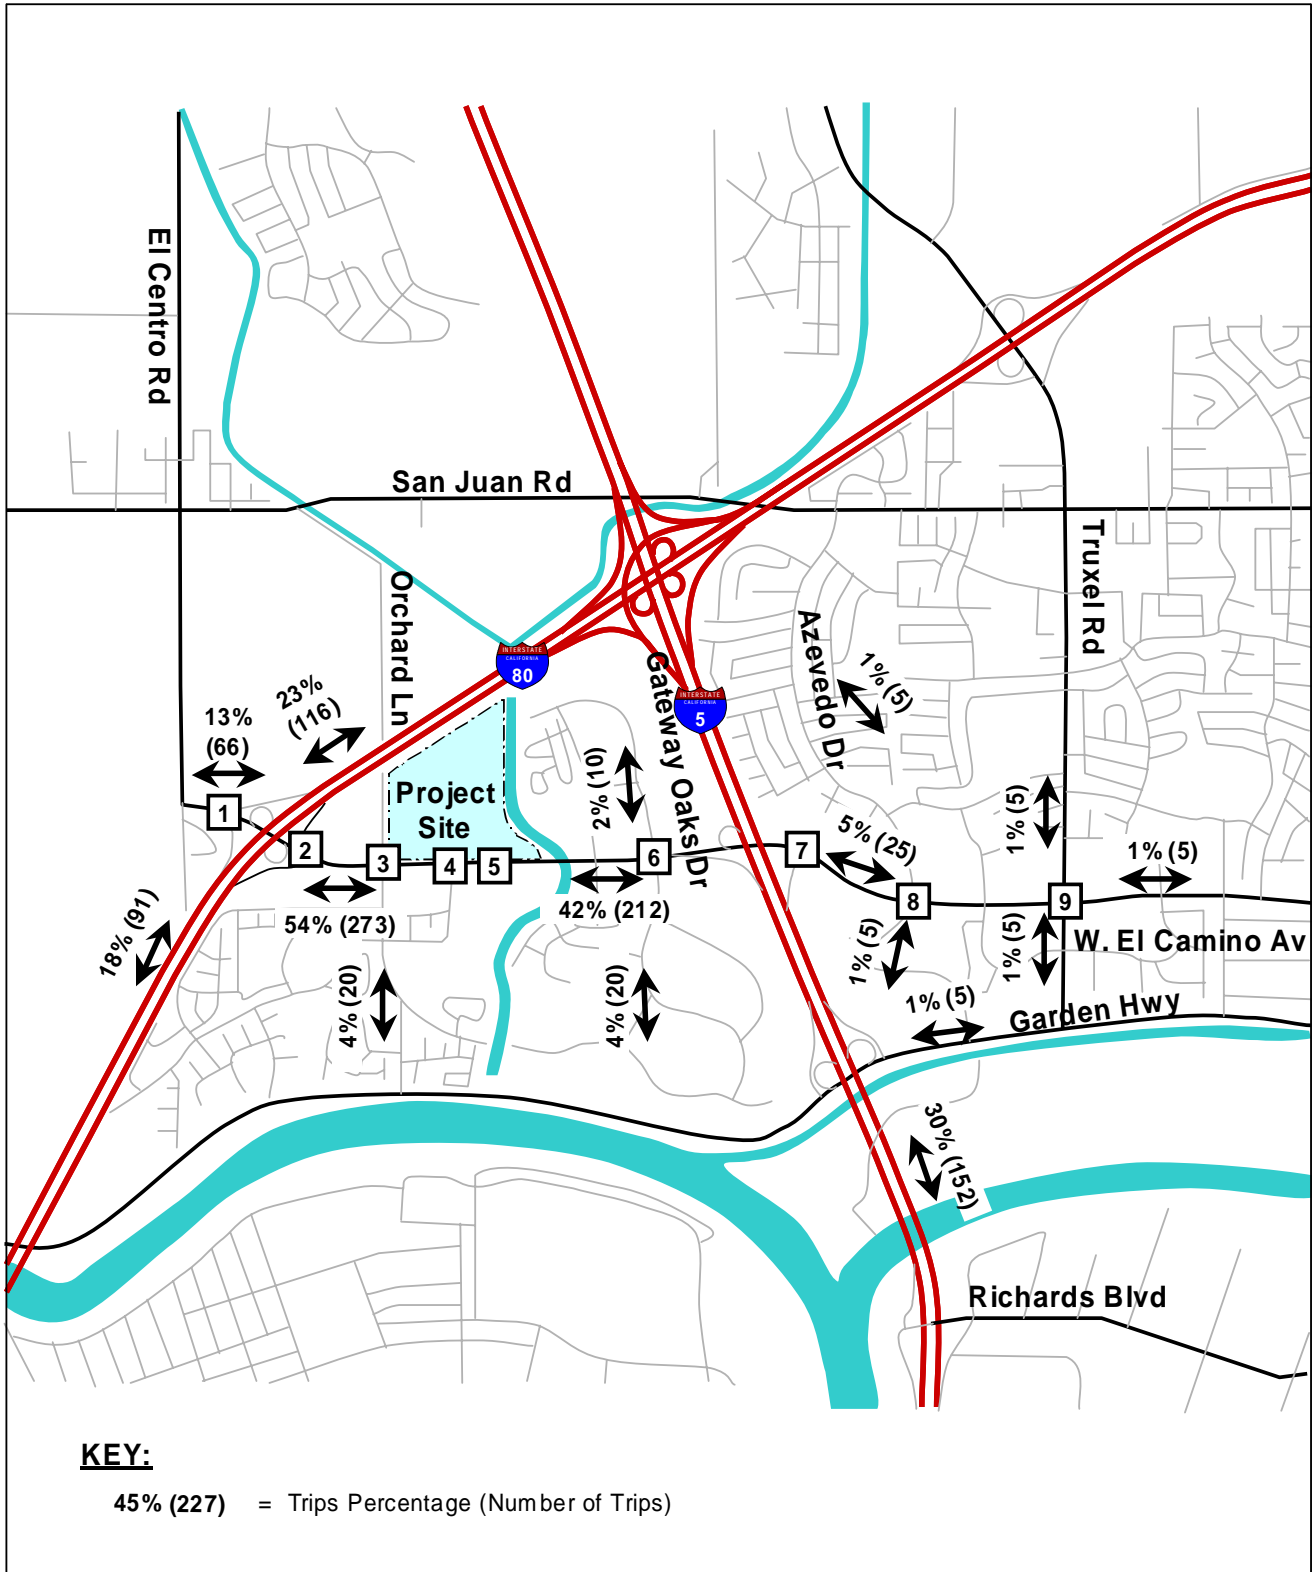 El Centro Rd
San Juan Rd
Orchard Ln
Truxel Rd
Azevedo Dr
Gateway Oaks Dr
INTERSTATE
CALIFORNIA
80
INTERSTATE
CALIFORNIA
5
1% (5)
23%
(116)
13%
(66)
2% (10)
Project
Site
1% (5)
5% (25)
1% (5)
1
2
3
4
5
6
7
8
9
54% (273)
42% (212)
18% (91)
1% (5)
1% (5)
W. El Camino Av
4% (20)
4% (20)
1% (5)
Garden Hwy
30% (152)
Richards Blvd
KEY:
45% (227) = Trips Percentage (Number of Trips)